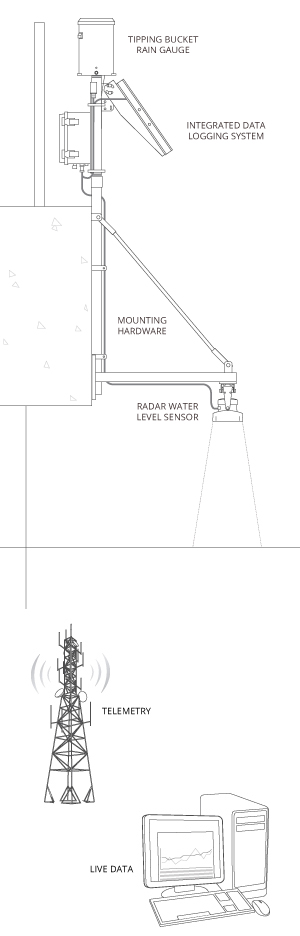 TIPPING BUCKET
RAIN GAUGE
INTEGRATED DATA
LOGGING SYSTEM
MOUNTING
HARDWARE
RADAR WATER
LEVEL SENSOR
TELEMETRY
LIVE DATA